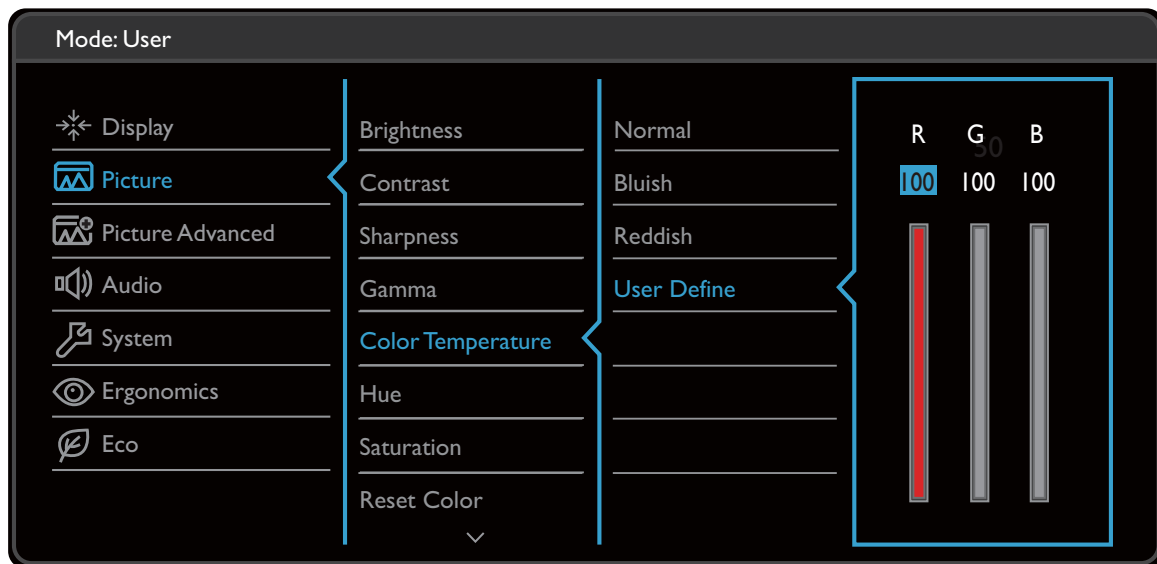 Mode: User
Display
Picture
Picture Advanced
Audio
System
Ergonomics
Eco
Brightness
Contrast
Sharpness
Gamma
Color Temperature
Hue
Saturation
Reset Color
Normal
Bluish
Reddish
User Define
R G B
50
100 100 100